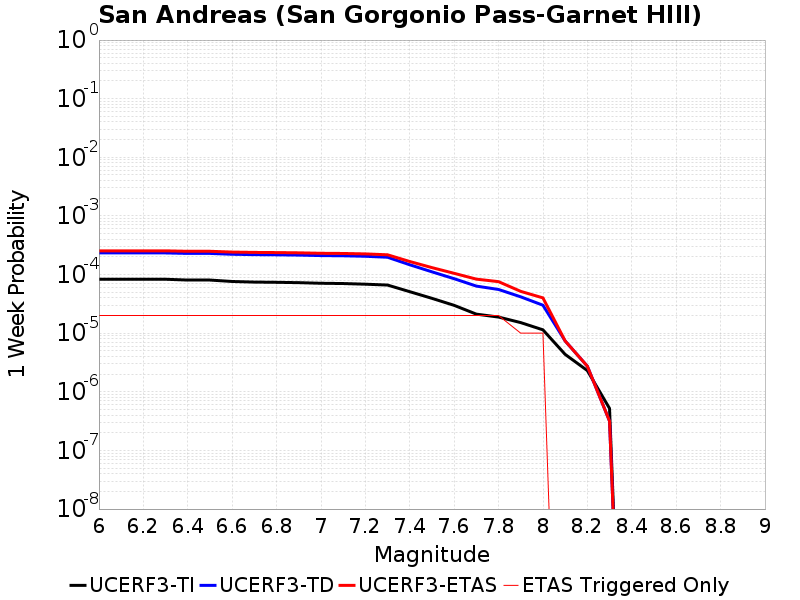 San Andreas (San Gorgonio Pass-Garnet HIll)
10^0
10^-1
10^-2
10^-3
10^-4
10^-5
10^-6
10^-7
10^-8
1 Week Probability
6 6.2 6.4 6.6 6.8 7 7.2 7.4 7.6 7.8 8 8.2 8.4 8.6 8.8 9
Magnitude
UCERF3-TI UCERF3-TD UCERF3-ETAS ETAS Triggered Only